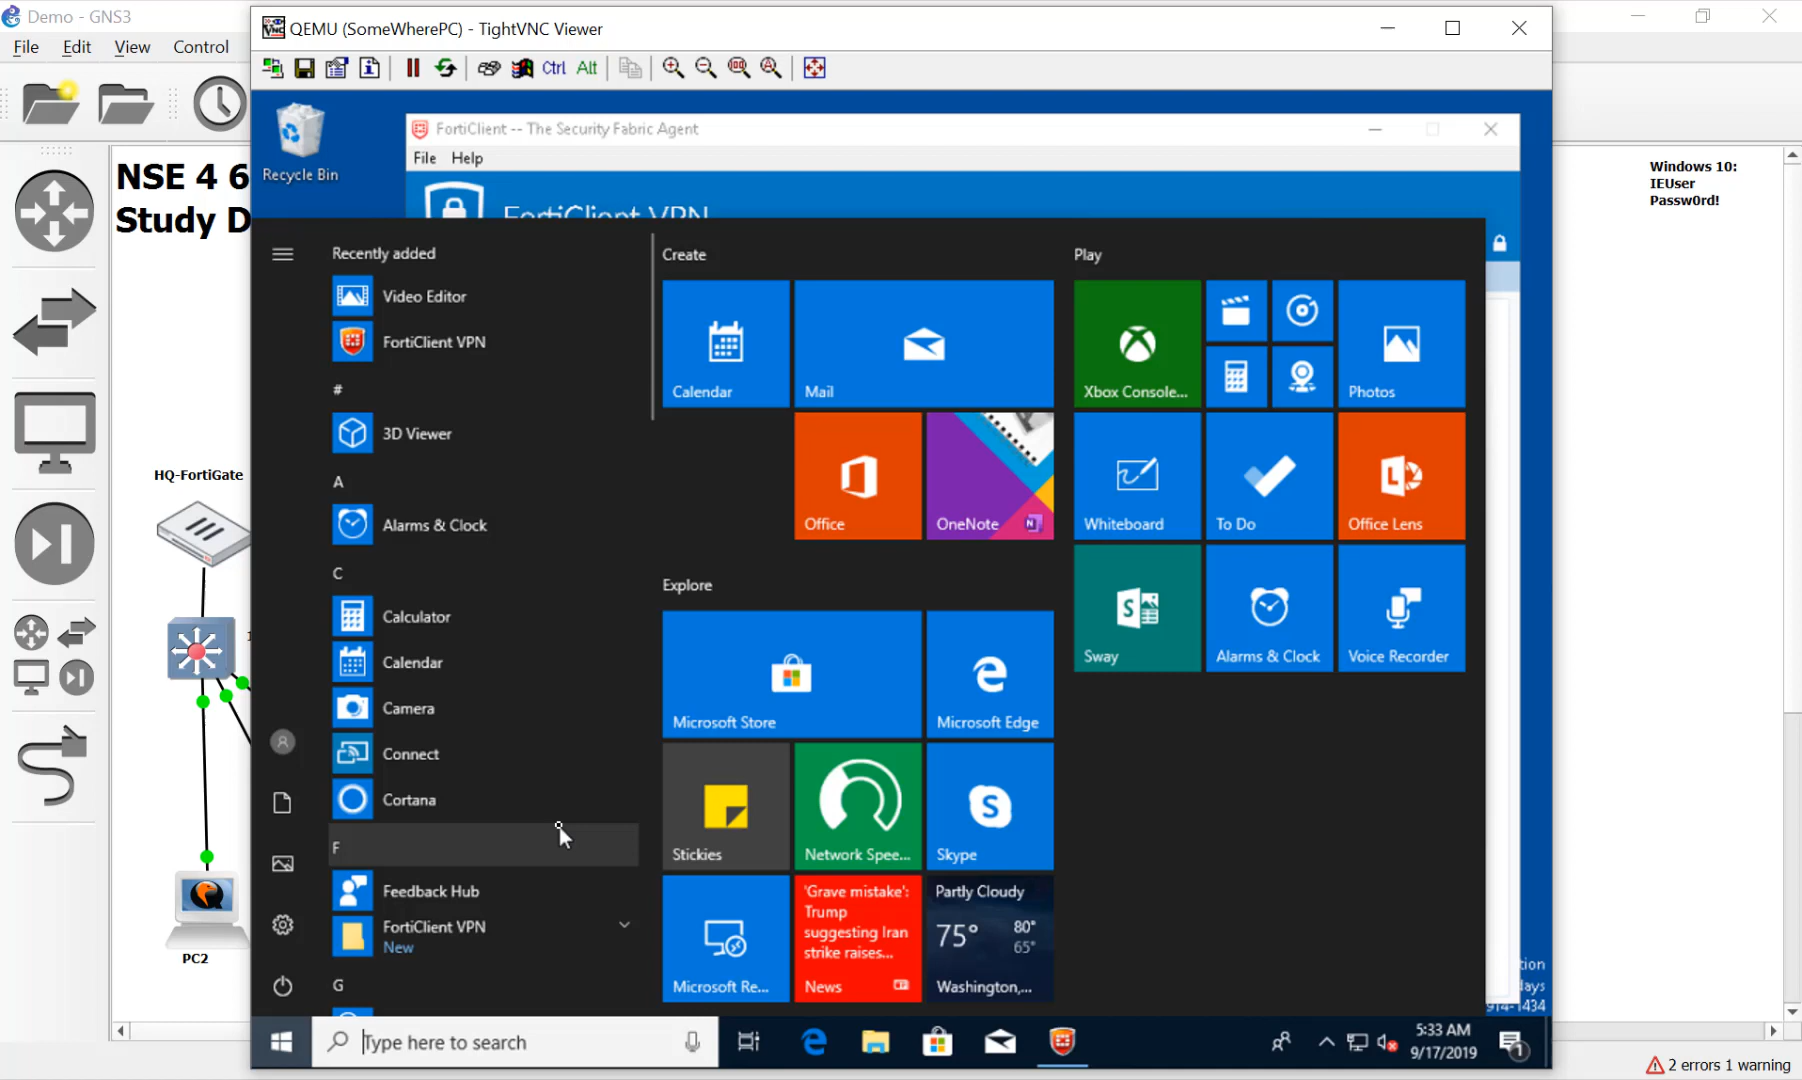 Demo - GNS3
File Edit View Control
QEMU (SomeWherePC) - TightVNC Viewer
Ctrl Alt
NSE 4 6
Study D
HQ-FortiGate
PC2
Windows 10:
IEUser
Passw0rd!
Recycle Bin
FortiClient -- The Security Fabric Agent
File Help
FortiClient VPN
Recently added
Video Editor
FortiClient VPN
#
3D Viewer
A
Alarms & Clock
C
Calculator
Calendar
Camera
Connect
Cortana
F
Feedback Hub
FortiClient VPN
New
G
Create
Calendar
Mail
Office
OneNote
Explore
Microsoft Store
Microsoft Edge
Stickies
Network Spee...
Skype
Microsoft Re...
'Grave mistake':
Trump
suggesting Iran
strike raises...
News
Partly Cloudy
75° 80°
65°
Washington,...
Play
Xbox Console...
Photos
Whiteboard
To Do
Office Lens
Sway
Alarms & Clock
Voice Recorder
Type here to search
5:33 AM
9/17/2019
1
2 errors 1 warning